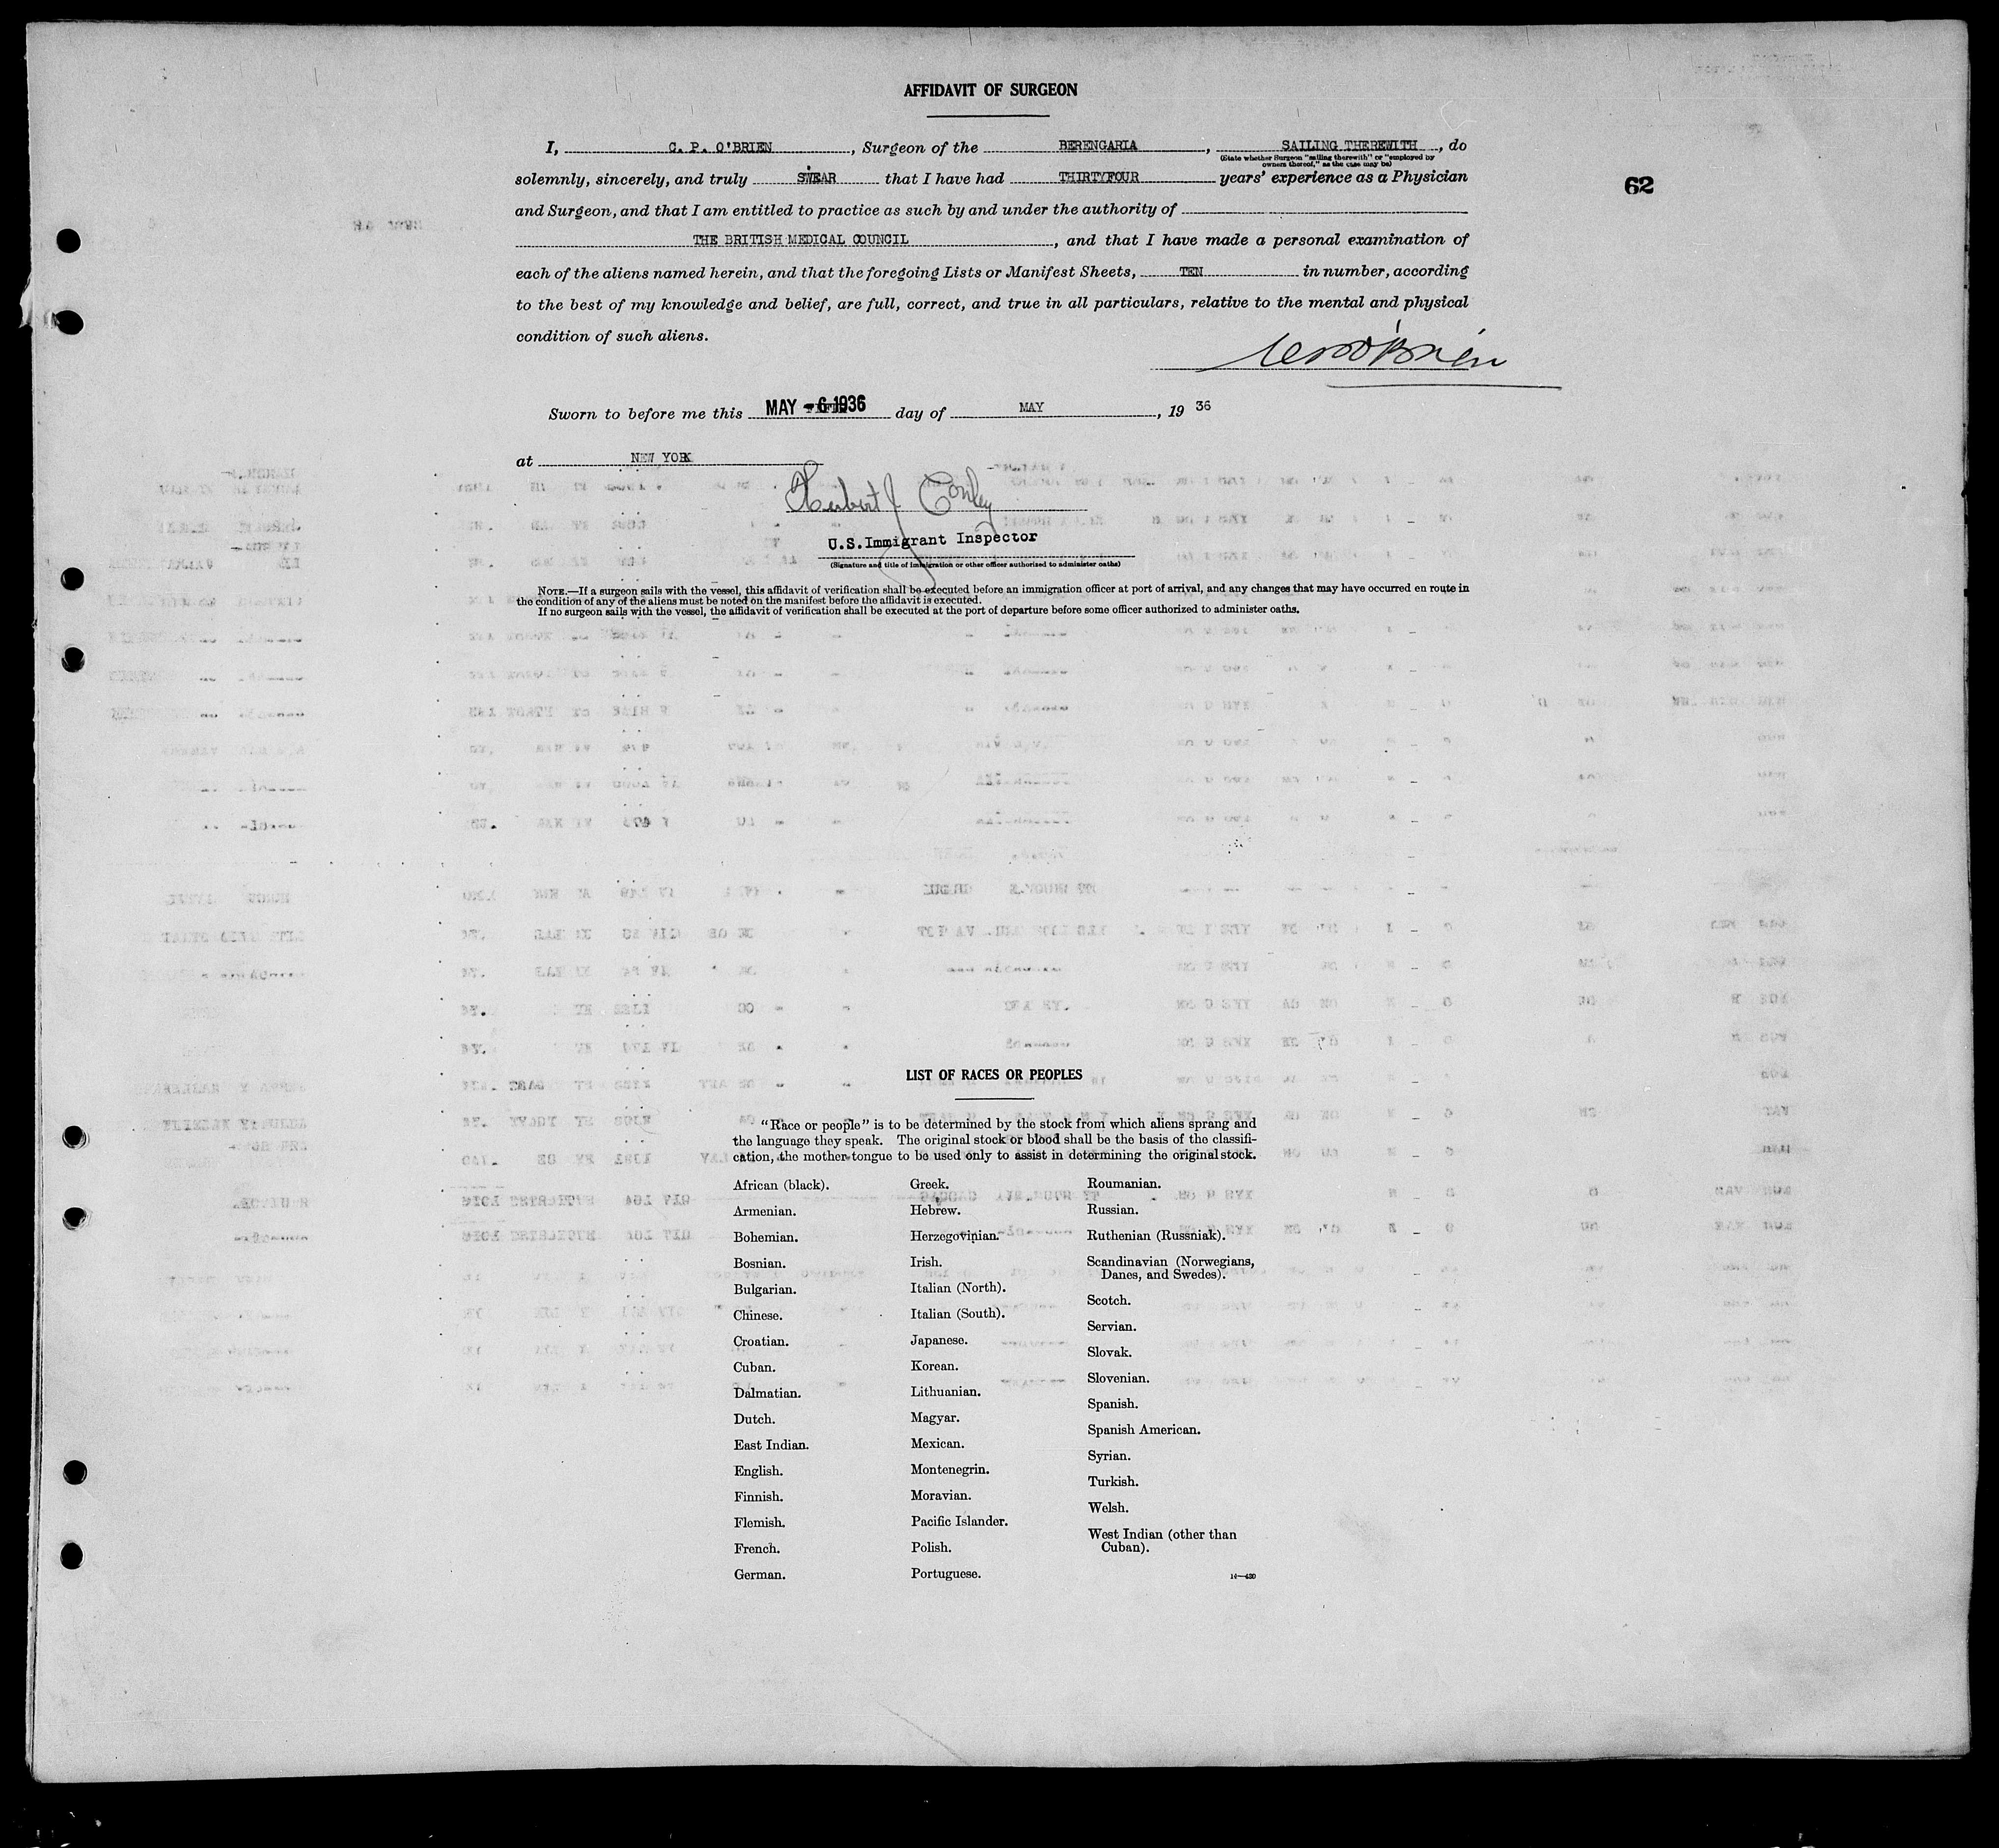 AFFIDAVIT OF SURGEON
I, C. P. O'BRIEN, Surgeon of the BERENGARIA, SAILING THEREWITH, do
(State whether Surgeon "sailing therewith" or "employed by
owners thereof," as the case may be)
solemnly, sincerely, and truly SWEAR that I have had THIRTYFOUR years' experience as a Physician
62
and Surgeon, and that I am entitled to practice as such by and under the authority of
THE BRITISH MEDICAL COUNCIL, and that I have made a personal examination of
each of the aliens named herein, and that the foregoing Lists or Manifest Sheets, TEN in number, according
to the best of my knowledge and belief, are full, correct, and true in all particulars, relative to the mental and physical
condition of such aliens.
O'Brien
Sworn to before me this MAY - 6 1936 day of MAY, 19 36
at NEW YORK
Herbert J Conley
U.S. Immigrant Inspector
(Signature and title of immigration or other officer authorized to administer oaths)
NOTE.—If a surgeon sails with the vessel, this affidavit of verification shall be executed before an immigration officer at port of arrival, and any changes that may have occurred en route in
the condition of any of the aliens must be noted on the manifest before the affidavit is executed.
If no surgeon sails with the vessel, the affidavit of verification shall be executed at the port of departure before some officer authorized to administer oaths.
LIST OF RACES OR PEOPLES
"Race or people" is to be determined by the stock from which aliens sprang and
the language they speak. The original stock or blood shall be the basis of the classifi-
cation, the mother tongue to be used only to assist in determining the original stock.
African (black).
Armenian.
Bohemian.
Bosnian.
Bulgarian.
Chinese.
Croatian.
Cuban.
Dalmatian.
Dutch.
East Indian.
English.
Finnish.
Flemish.
French.
German.
Greek.
Hebrew.
Herzegovinian.
Irish.
Italian (North).
Italian (South).
Japanese.
Korean.
Lithuanian.
Magyar.
Mexican.
Montenegrin.
Moravian.
Pacific Islander.
Polish.
Portuguese.
Roumanian.
Russian.
Ruthenian (Russniak).
Scandinavian (Norwegians,
Danes, and Swedes).
Scotch.
Servian.
Slovak.
Slovenian.
Spanish.
Spanish American.
Syrian.
Turkish.
Welsh.
West Indian (other than
Cuban).